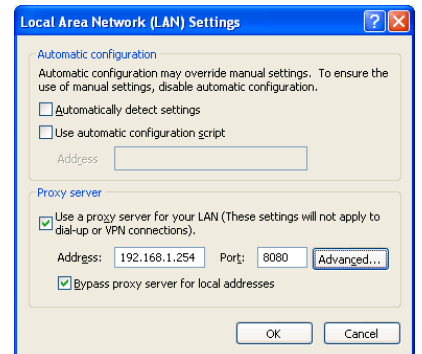 Local Area Network (LAN) Settings
Automatic configuration
Automatic configuration may override manual settings. To ensure the
use of manual settings, disable automatic configuration.
Automatically detect settings
Use automatic configuration script
Address
Proxy server
Use a proxy server for your LAN (These settings will not apply to
dial-up or VPN connections).
Address: 192.168.1.254 Port: 8080 Advanced...
Bypass proxy server for local addresses
OK Cancel